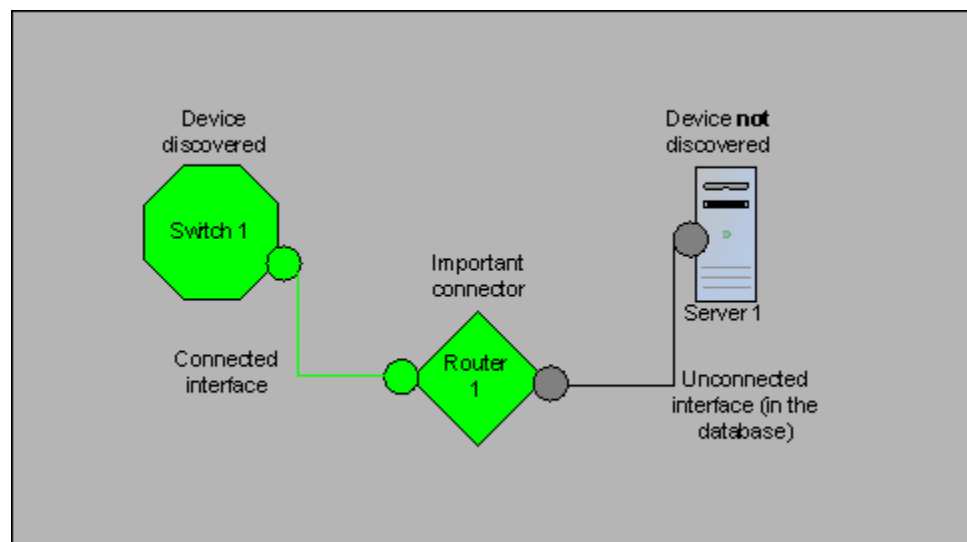 Device
discovered
Switch 1
Connected
interface
Important
connector
Router
1
Device not
discovered
Server 1
Unconnected
interface (in the
database)